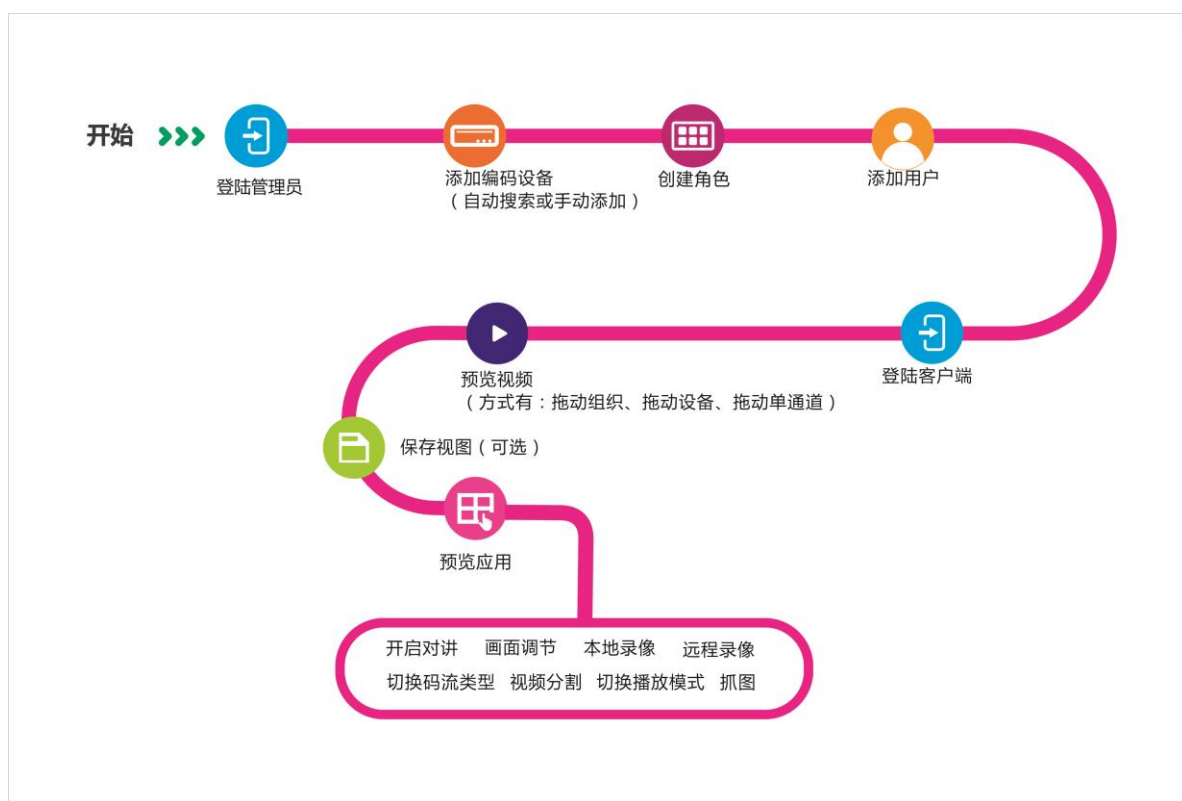 开始
登陆管理员
添加编码设备
（自动搜索或手动添加）
创建角色
添加用户
登陆客户端
预览视频
（方式有：拖动组织、拖动设备、拖动单通道）
保存视图（可选）
预览应用
开启对讲 画面调节 本地录像 远程录像
切换码流类型 视频分割 切换播放模式 抓图